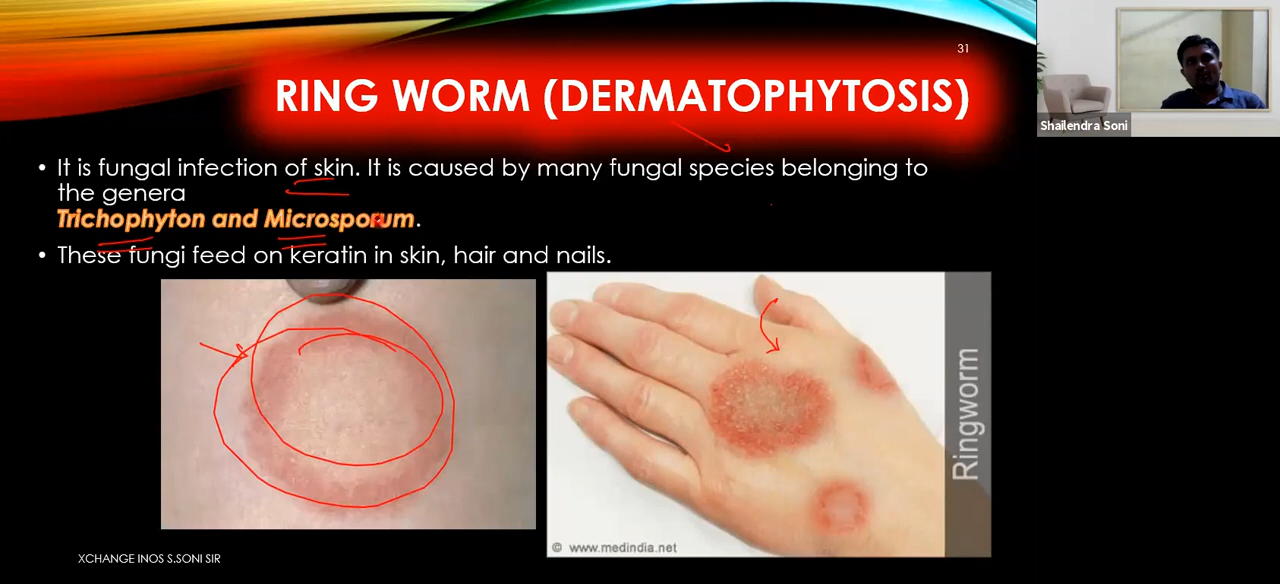 31
RING WORM (DERMATOPHYTOSIS)
• It is fungal infection of skin. It is caused by many fungal species belonging to
the genera
Trichophyton and Microsporum.
• These fungi feed on keratin in skin, hair and nails.
Ringworm
© www.medindia.net
XCHANGE INOS S.SONI SIR
Shailendra Soni